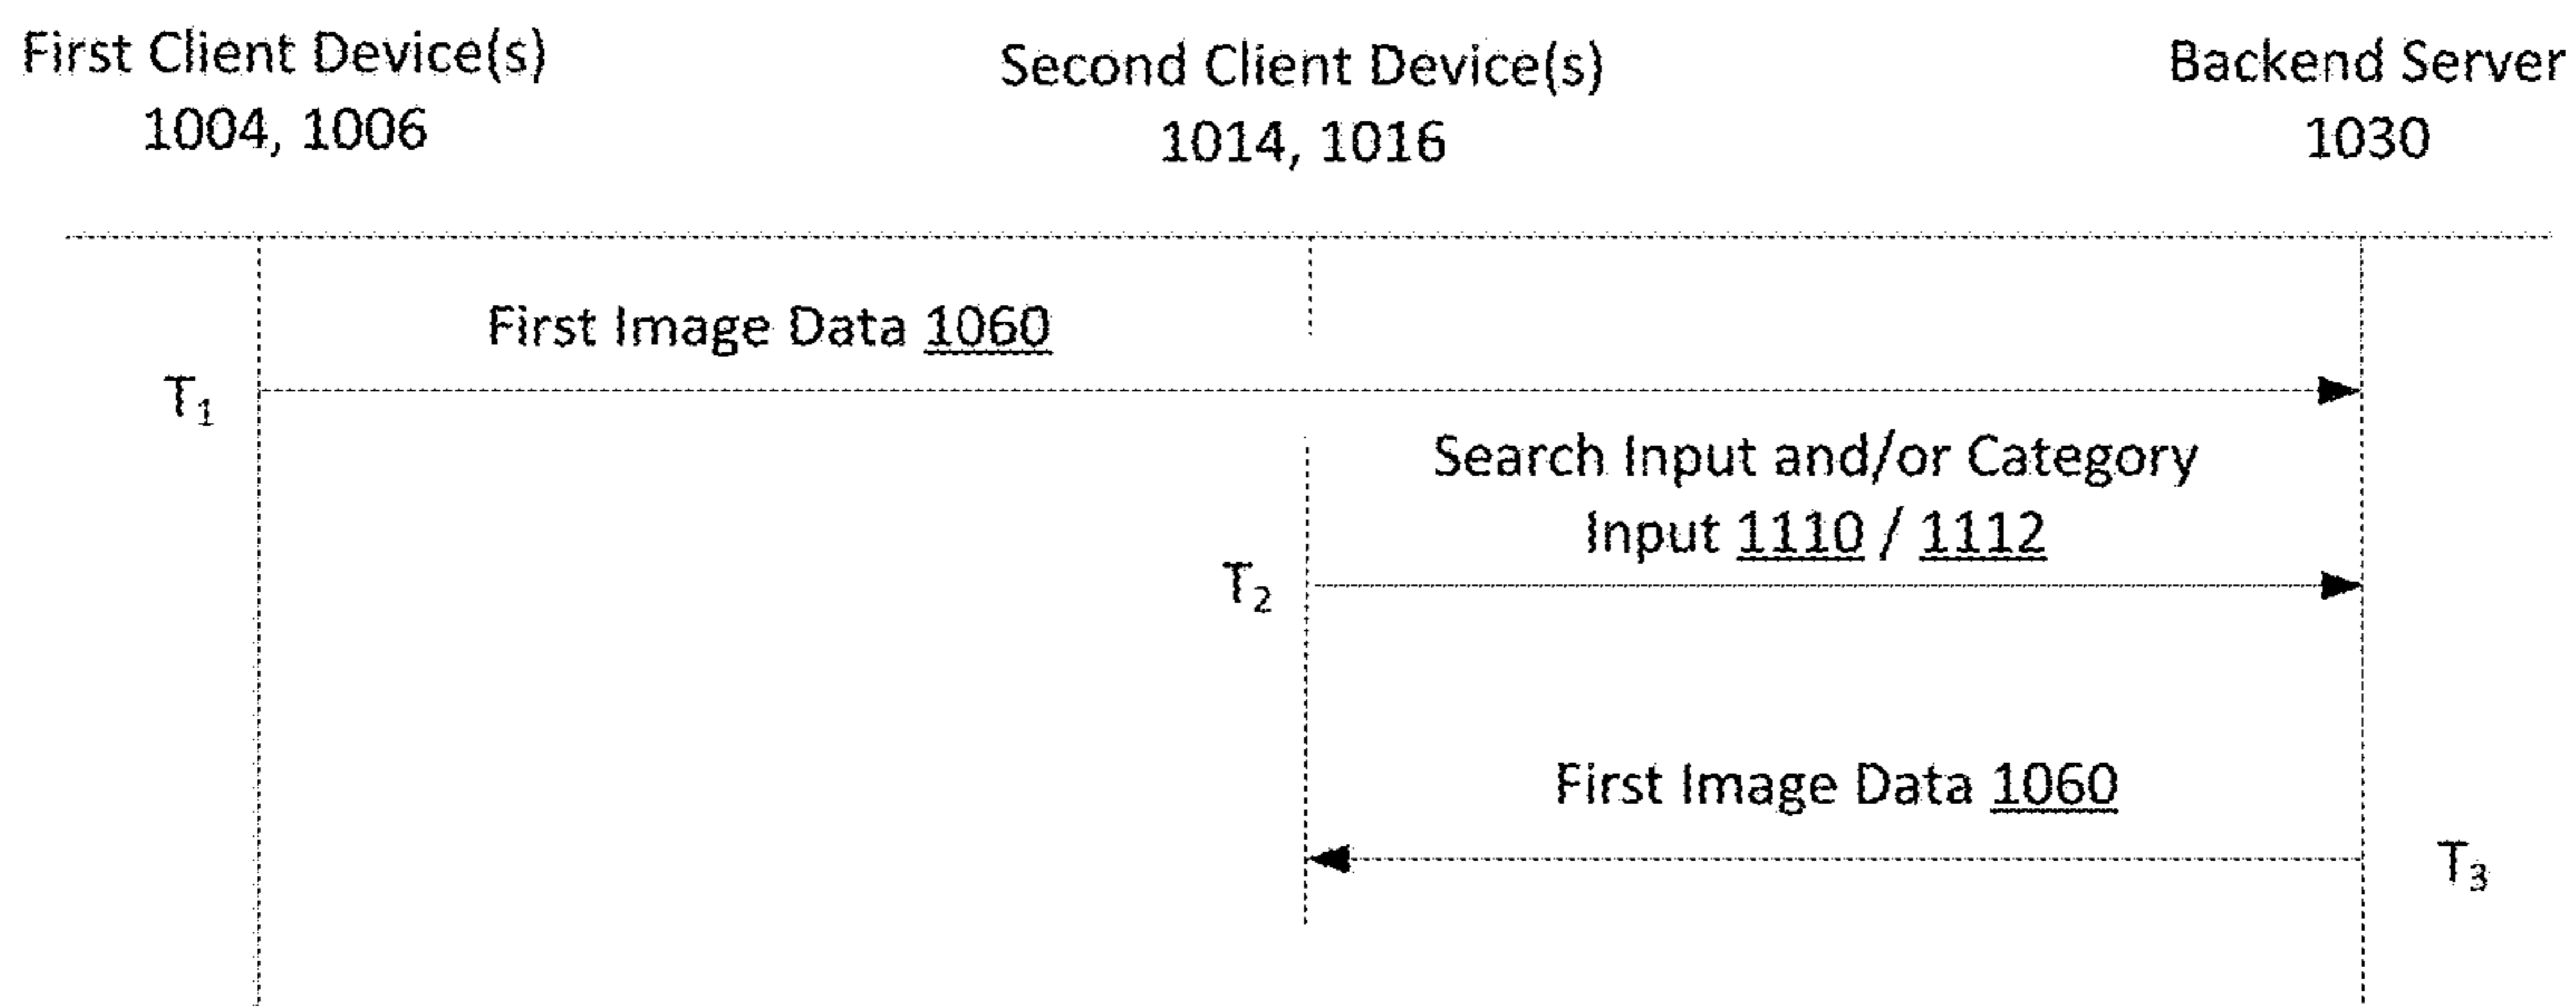 First Client Device(s)
1004, 1006
Second Client Device(s)
1014, 1016
Backend Server
1030
First Image Data 1060
T1
Search Input and/or Category
Input 1110 / 1112
T2
First Image Data 1060
T3